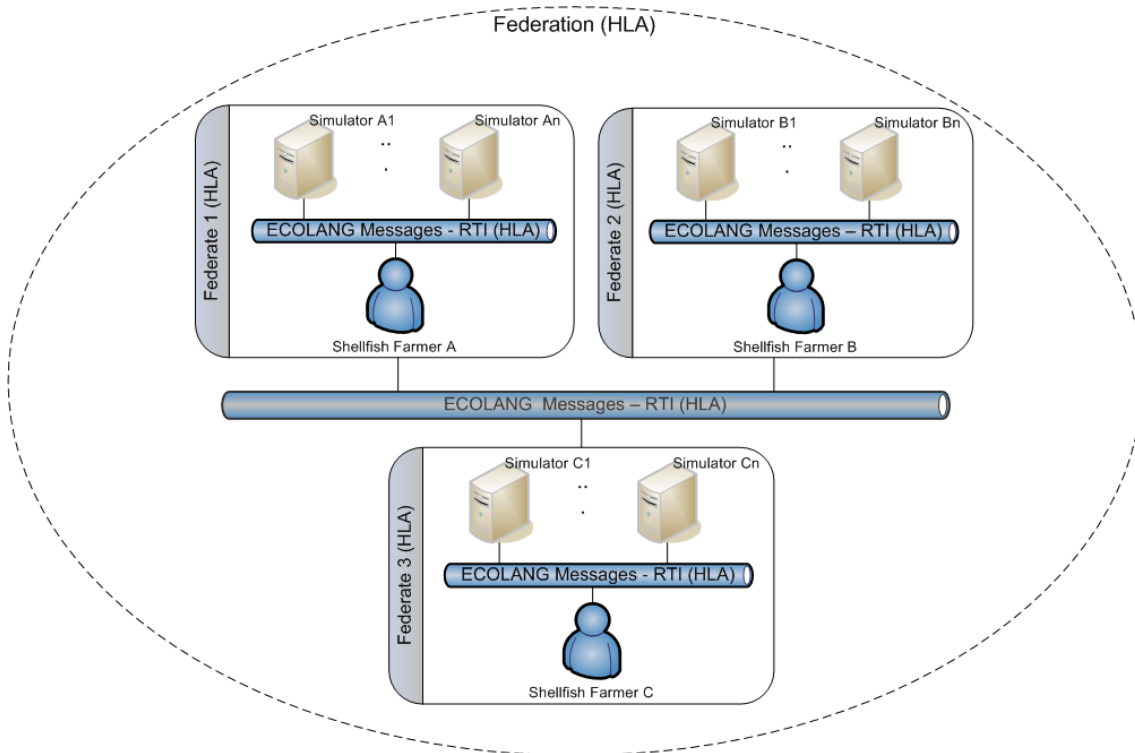 Federation (HLA)
Federate 1 (HLA)
Simulator A1
Simulator An
ECOLANG Messages - RTI (HLA)
Shellfish Farmer A
Federate 2 (HLA)
Simulator B1
Simulator Bn
ECOLANG Messages – RTI (HLA)
Shellfish Farmer B
ECOLANG Messages – RTI (HLA)
Federate 3 (HLA)
Simulator C1
Simulator Cn
ECOLANG Messages - RTI (HLA)
Shellfish Farmer C